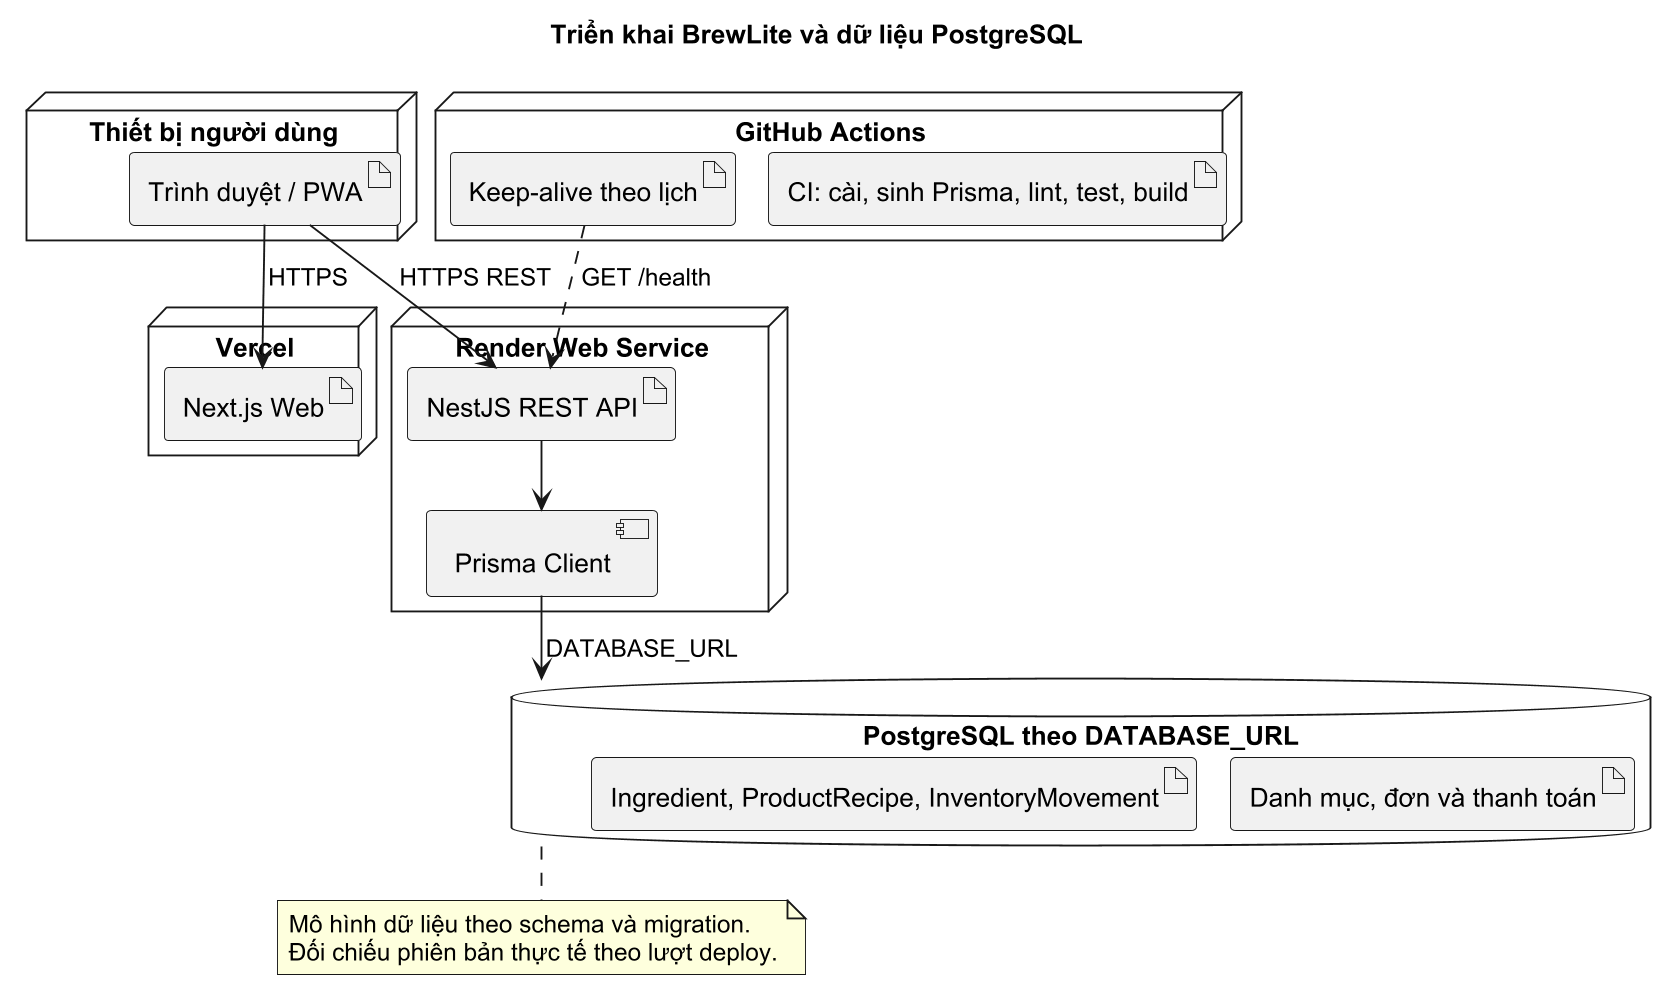 Triển khai BrewLite và dữ liệu PostgreSQL
Thiết bị người dùng
Trình duyệt / PWA
GitHub Actions
Keep-alive theo lịch
CI: cài, sinh Prisma, lint, test, build
HTTPS
HTTPS REST
GET /health
Vercel
Next.js Web
Render Web Service
NestJS REST API
Prisma Client
DATABASE_URL
PostgreSQL theo DATABASE_URL
Ingredient, ProductRecipe, InventoryMovement
Danh mục, đơn và thanh toán
Mô hình dữ liệu theo schema và migration.
Đối chiếu phiên bản thực tế theo lượt deploy.